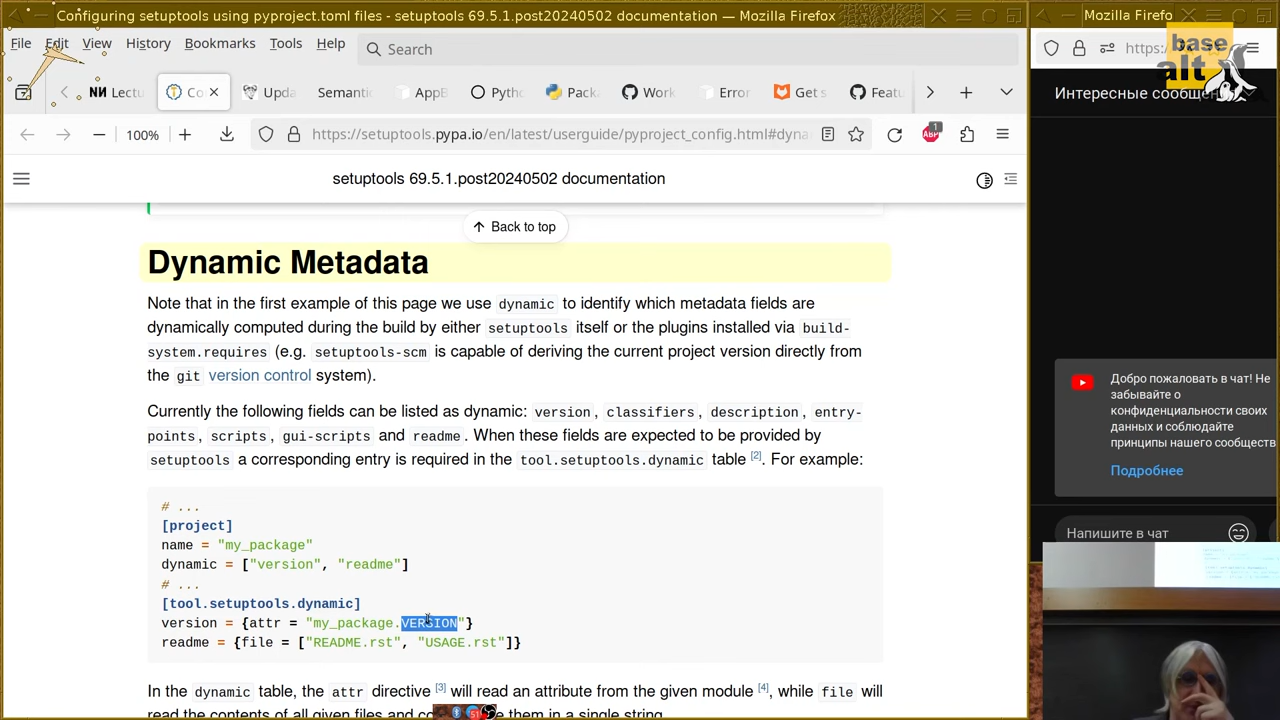 Configuring setuptools using pyproject.toml files - setuptools 69.5.1.post20240502 documentation — Mozilla Firefox
File Edit View History Bookmarks Tools Help
Search
Lectu
Co
Upda
Semantic
AppE
Pytho
Pack
Work
Error
Get s
Featu
100%
https://setuptools.pypa.io/en/latest/userguide/pyproject_config.html#dyna
ABP
1
setuptools 69.5.1.post20240502 documentation
Back to top
Dynamic Metadata
Note that in the first example of this page we use dynamic to identify which metadata fields are
dynamically computed during the build by either setuptools itself or the plugins installed via build-
system.requires (e.g. setuptools-scm is capable of deriving the current project version directly from
the git version control system).
Currently the following fields can be listed as dynamic: version, classifiers, description, entry-
points, scripts, gui-scripts and readme. When these fields are expected to be provided by
setuptools a corresponding entry is required in the tool.setuptools.dynamic table [2]. For example:
# ...
[project]
name = "my_package"
dynamic = ["version", "readme"]
# ...
[tool.setuptools.dynamic]
version = {attr = "my_package.VERSION"}
readme = {file = ["README.rst", "USAGE.rst"]}
In the dynamic table, the attr directive [3] will read an attribute from the given module [4], while file will
read the contents of all given files and them in a single string.
Mozilla Firefo
https:/
base
alt
Интересные сообщен
Добро пожаловать в чат! Не
забывайте о
конфиденциальности своих
данных и соблюдайте
принципы нашего сообществ
Подробнее
Напишите в чат